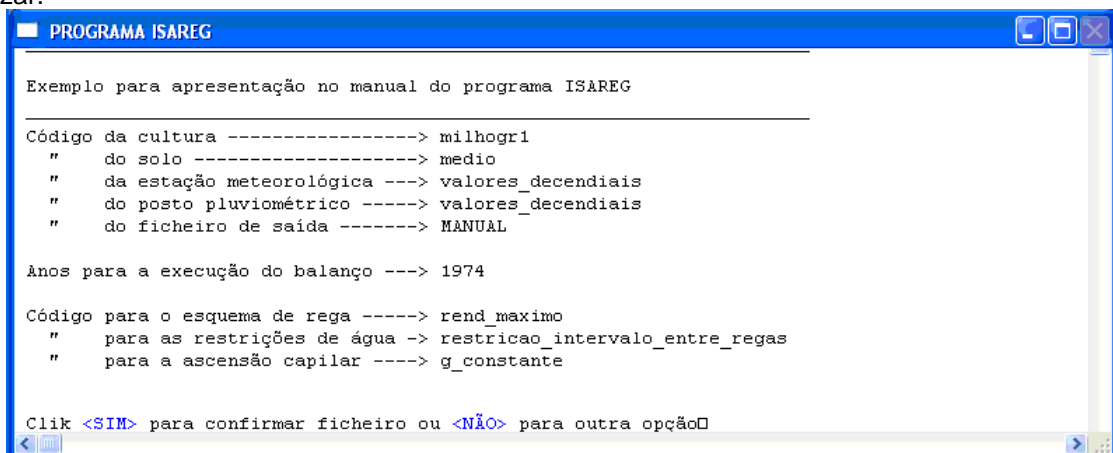 PROGRAMA ISAREG
Exemplo para apresentação no manual do programa ISAREG
Código da cultura -----------------> milhogr1
" do solo --------------------> medio
" da estação meteorológica ---> valores_decendiais
" do posto pluviométrico -----> valores_decendiais
" do ficheiro de saída -------> MANUAL
Anos para a execução do balanço ---> 1974
Código para o esquema de rega -----> rend_maximo
" para as restrições de água -> restricao_intervalo_entre_regas
" para a ascensão capilar ----> g_constante
Clik <SIM> para confirmar ficheiro ou <NÃO> para outra opção